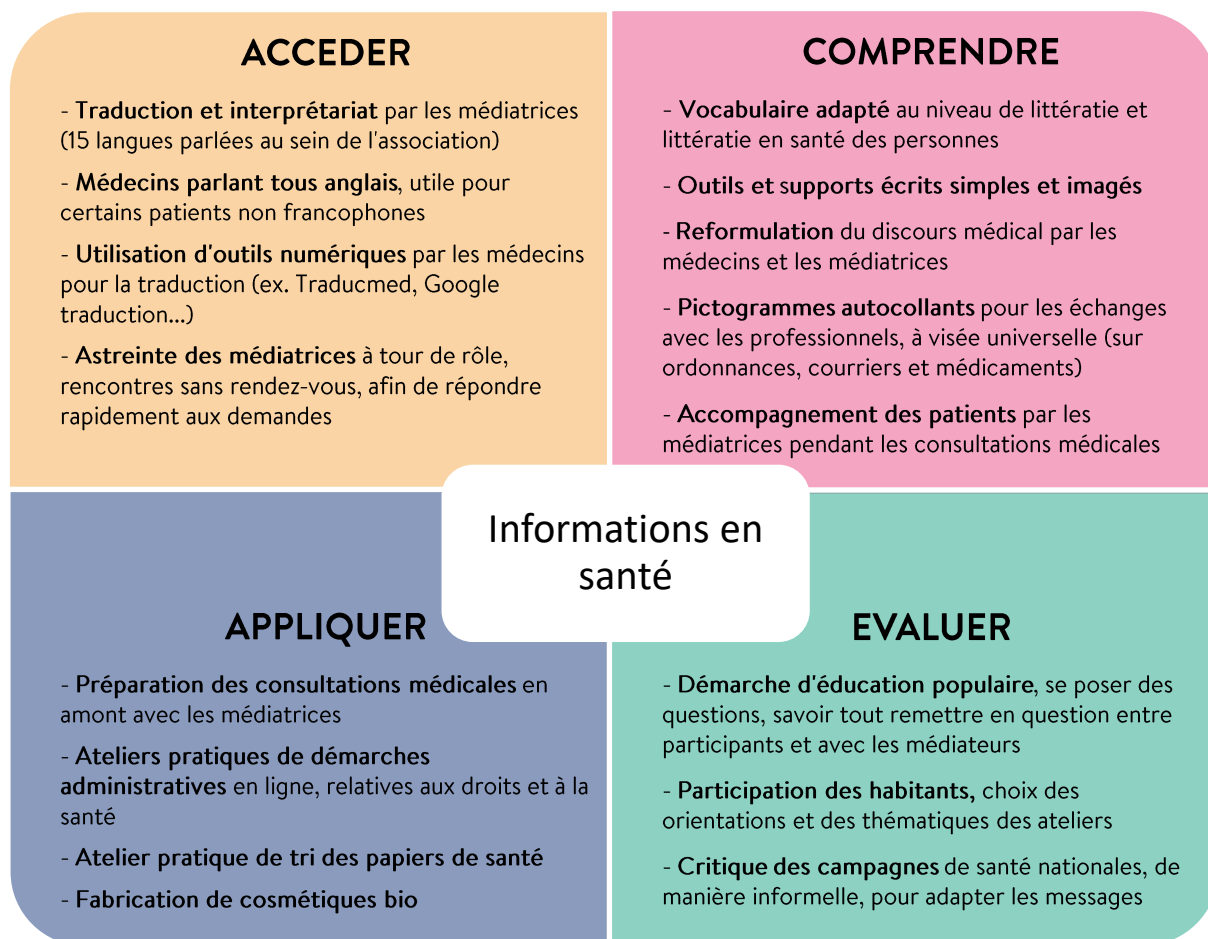 ACCEDER
- Traduction et interprétariat par les médiatrices
(15 langues parlées au sein de l'association)
- Médecins parlant tous anglais, utile pour
certains patients non francophones
- Utilisation d'outils numériques par les médecins
pour la traduction (ex. Traducmed, Google
traduction...)
- Astreinte des médiatrices à tour de rôle,
rencontres sans rendez-vous, afin de répondre
rapidement aux demandes
COMPRENDRE
- Vocabulaire adapté au niveau de littératie et
littératie en santé des personnes
- Outils et supports écrits simples et imagés
- Reformulation du discours médical par les
médecins et les médiatrices
- Pictogrammes autocollants pour les échanges
avec les professionnels, à visée universelle (sur
ordonnances, courriers et médicaments)
- Accompagnement des patients par les
médiatrices pendant les consultations médicales
Informations en
santé
APPLIQUER
- Préparation des consultations médicales en
amont avec les médiatrices
- Ateliers pratiques de démarches
administratives en ligne, relatives aux droits et à la
santé
- Atelier pratique de tri des papiers de santé
- Fabrication de cosmétiques bio
EVALUER
- Démarche d'éducation populaire, se poser des
questions, savoir tout remettre en question entre
participants et avec les médiateurs
- Participation des habitants, choix des
orientations et des thématiques des ateliers
- Critique des campagnes de santé nationales, de
manière informelle, pour adapter les messages